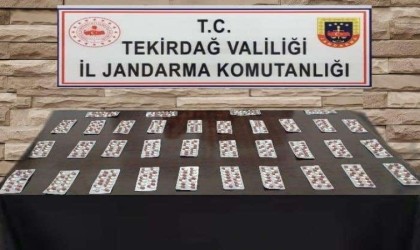 T.C.
TEKİRDAĞ VALİLİĞİ
İL JANDARMA KOMUTANLIĞI